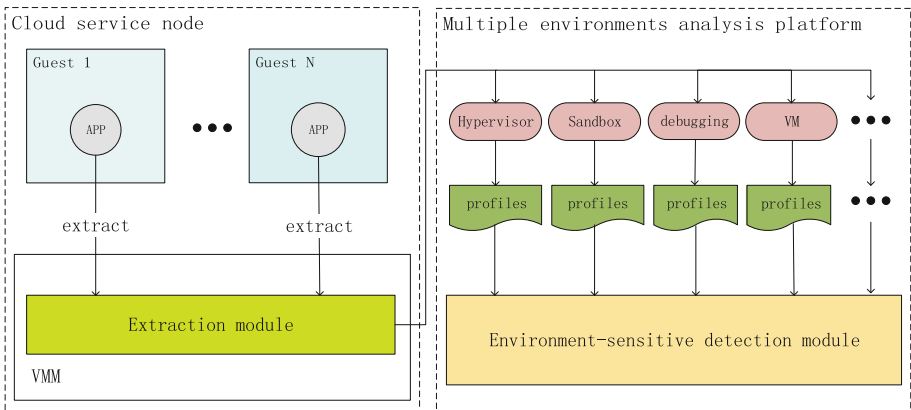 Cloud service node
Guest 1
Guest N
APP
APP
extract
extract
Extraction module
VMM
Multiple environments analysis platform
Hypervisor
Sandbox
debugging
VM
profiles
profiles
profiles
profiles
Environment-sensitive detection module